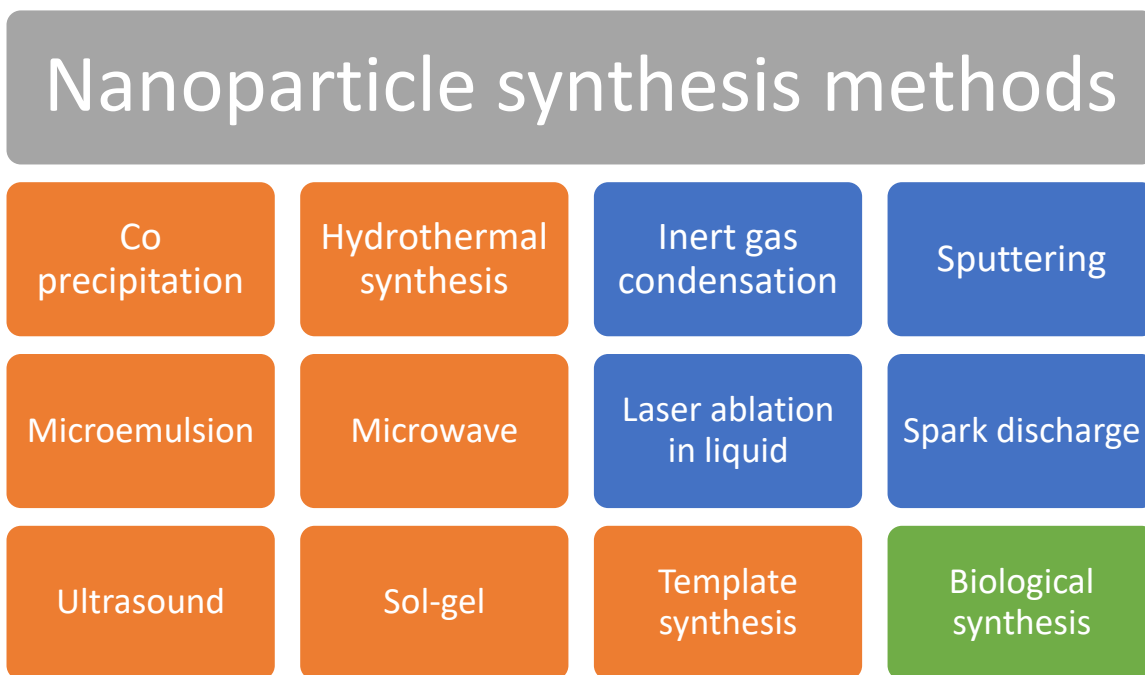 Nanoparticle synthesis methods
Co
precipitation
Hydrothermal
synthesis
Inert gas
condensation
Sputtering
Microemulsion
Microwave
Laser ablation
in liquid
Spark discharge
Ultrasound
Sol-gel
Template
synthesis
Biological
synthesis